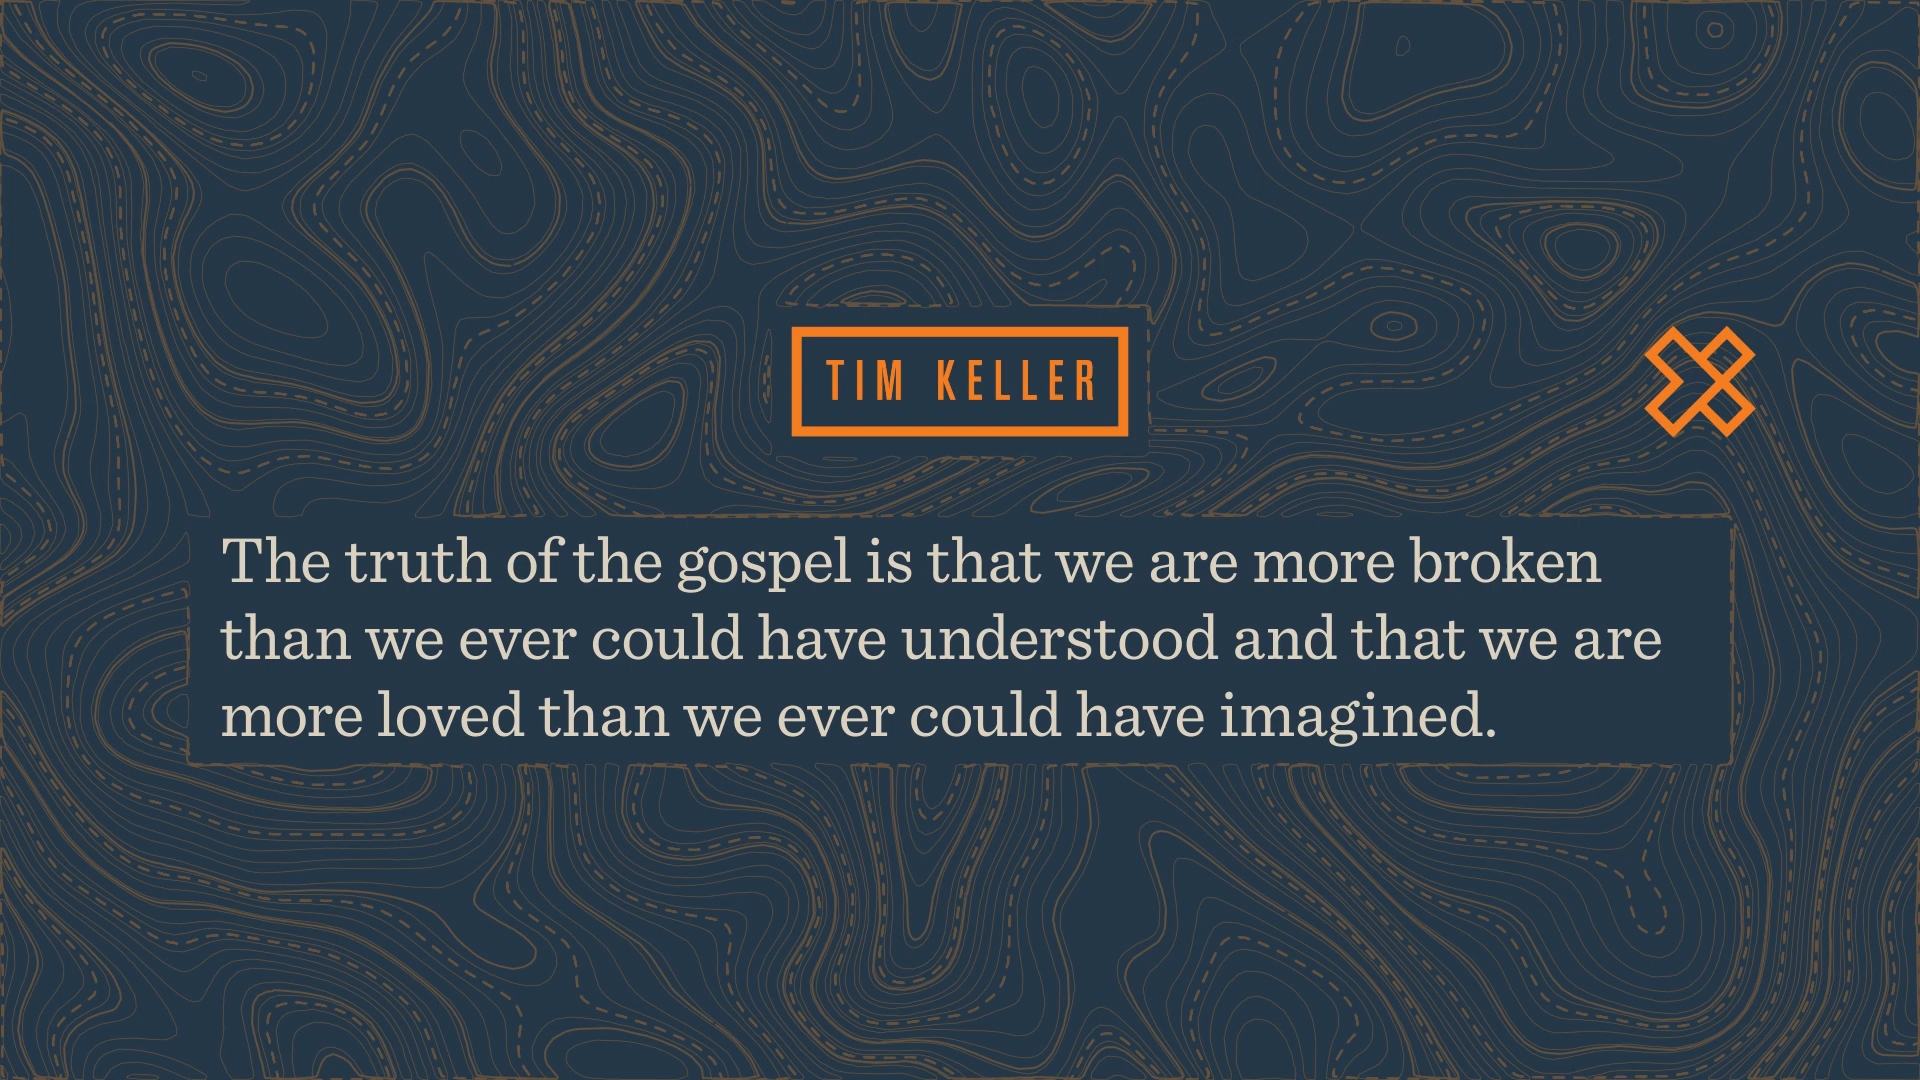 TIM KELLER
The truth of the gospel is that we are more broken
than we ever could have understood and that we are
more loved than we ever could have imagined.